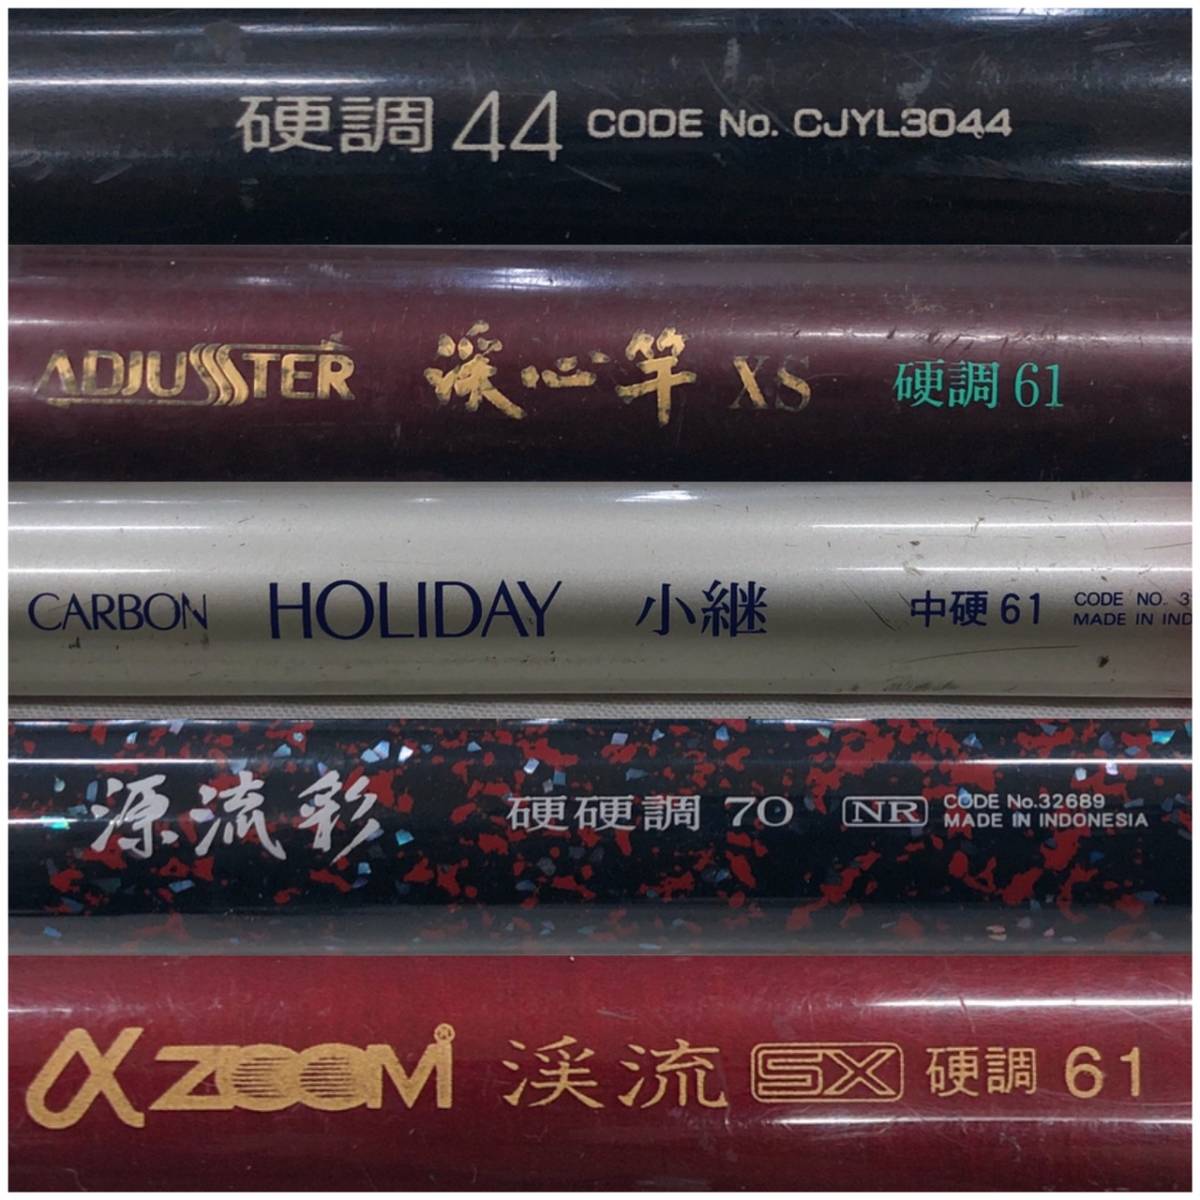 硬調 44 CODE No. CJYL3044
ADJUSSSTER 渓心竿 XS 硬調 61
CARBON HOLIDAY 小継 中硬 61 CODE NO. 3
MADE IN IND
源流彩 硬硬調 70 NR CODE No.32689
MADE IN INDONESIA
αZOOM® 渓流 SX 硬調 61